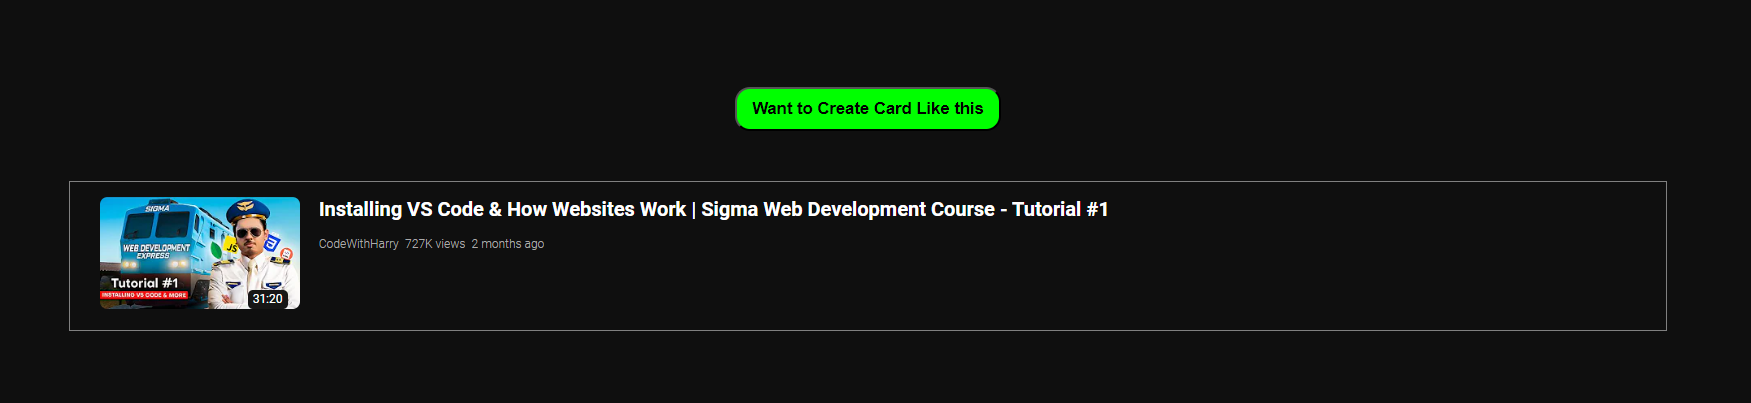 Want to Create Card Like this
Installing VS Code & How Websites Work | Sigma Web Development Course - Tutorial #1
CodeWithHarry 727K views 2 months ago
SIGMA
WEB DEVELOPMENT
EXPRESS
JS
Tutorial #1
INSTALLING VS CODE & MORE
31:20